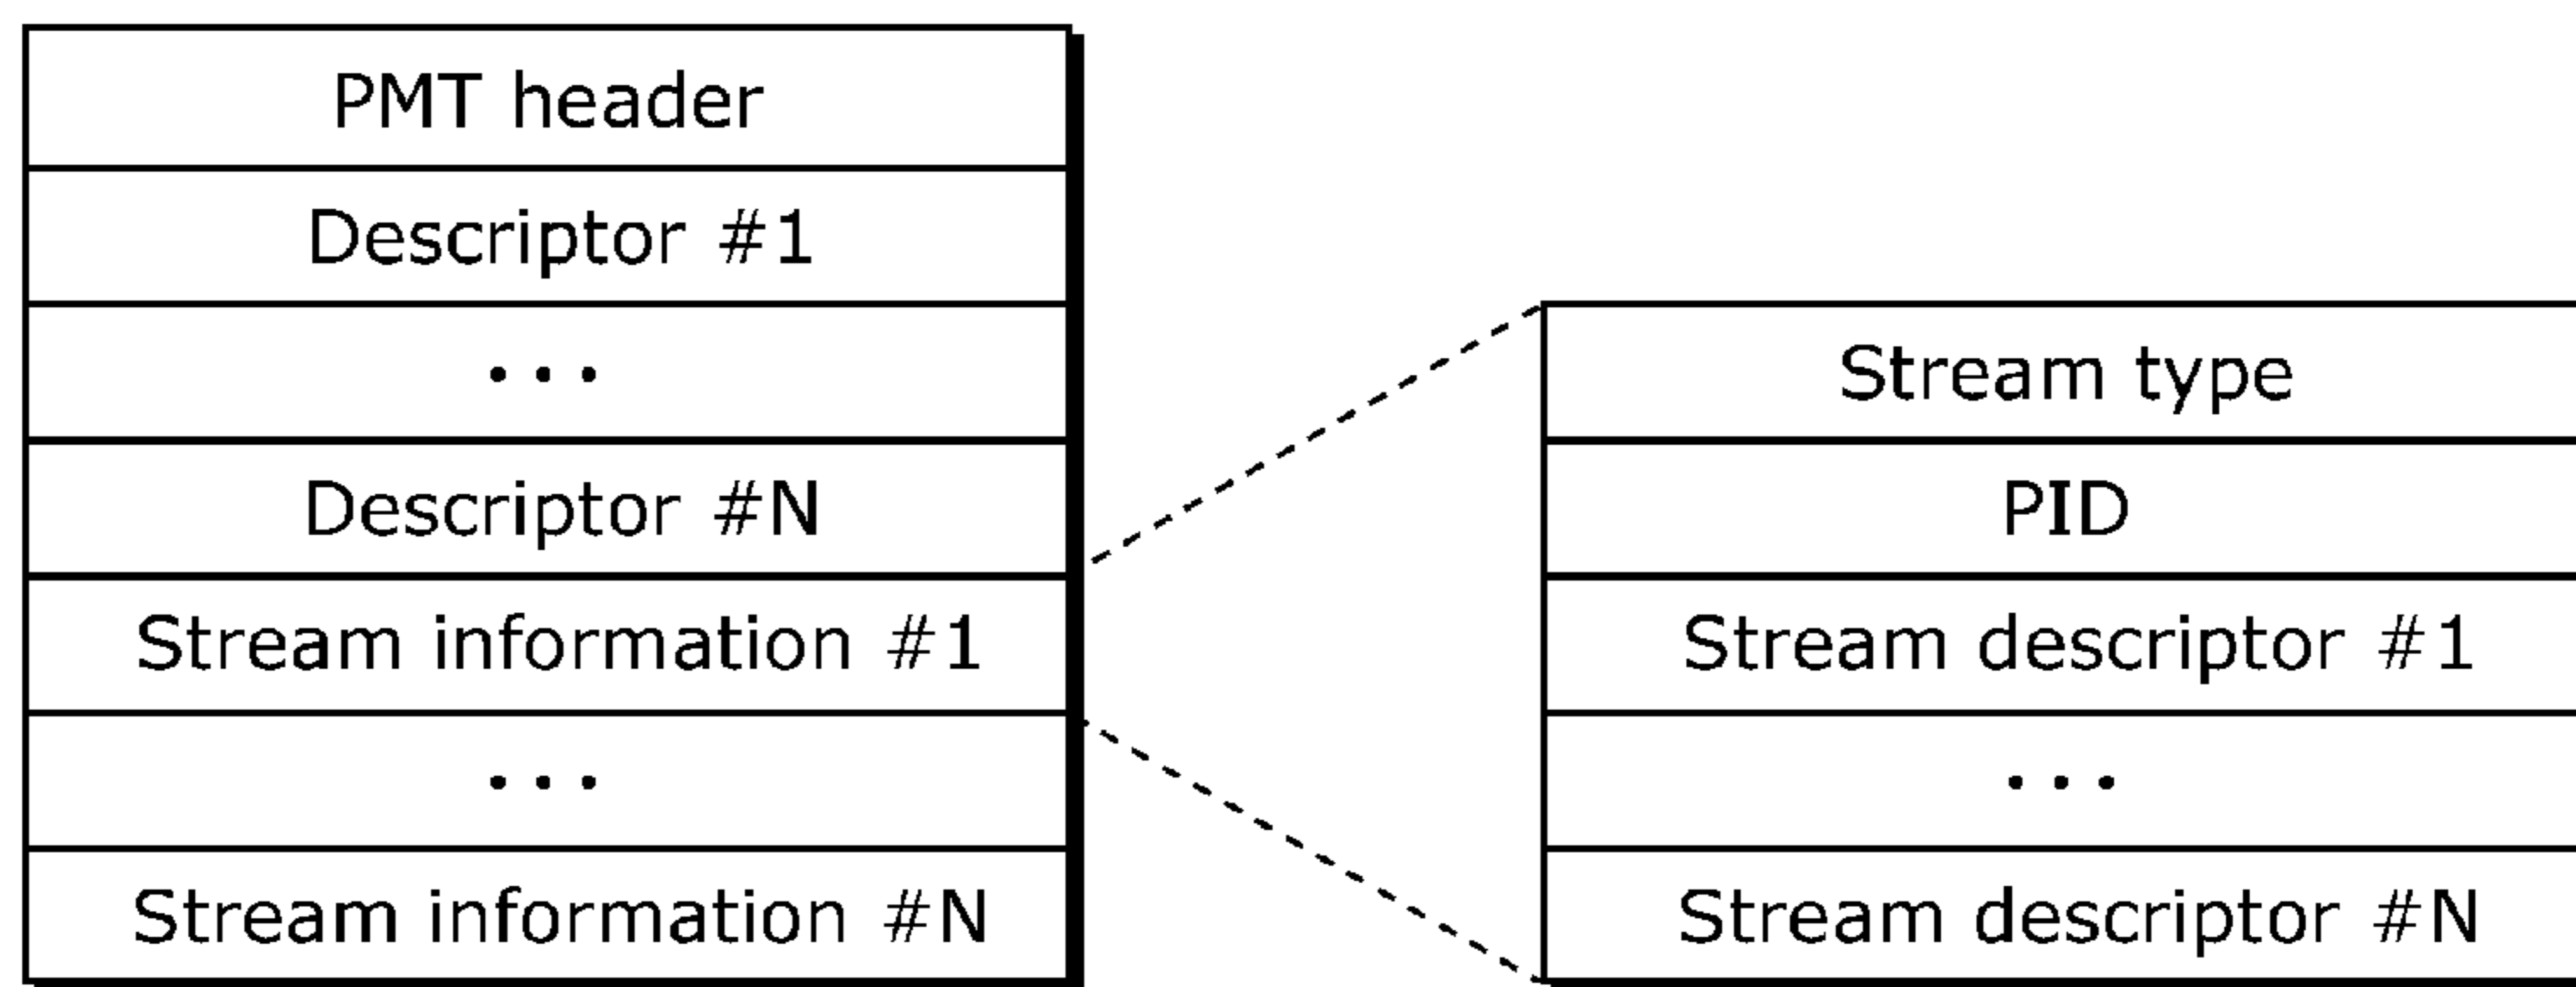 PMT header
Descriptor #1
...
Descriptor #N
Stream information #1
...
Stream information #N
Stream type
PID
Stream descriptor #1
...
Stream descriptor #N